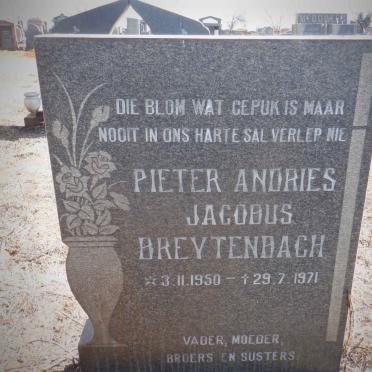 DIE BLOM WAT GEPUK IS MAAR
NOOIT IN ONS HARTE SAL VERLEP NIE
PIETER ANDRIES
JACOBUS
BREYTENBACH
☆ 3.11.1950 – † 29.7.1971
VADER, MOEDER,
BROERS EN SUSTERS